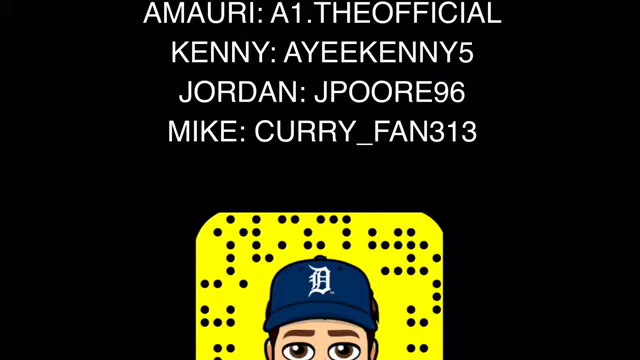 AMAURI: A1.THEOFFICIAL
KENNY: AYEEKENNY5
JORDAN: JPOORE96
MIKE: CURRY_FAN313
D